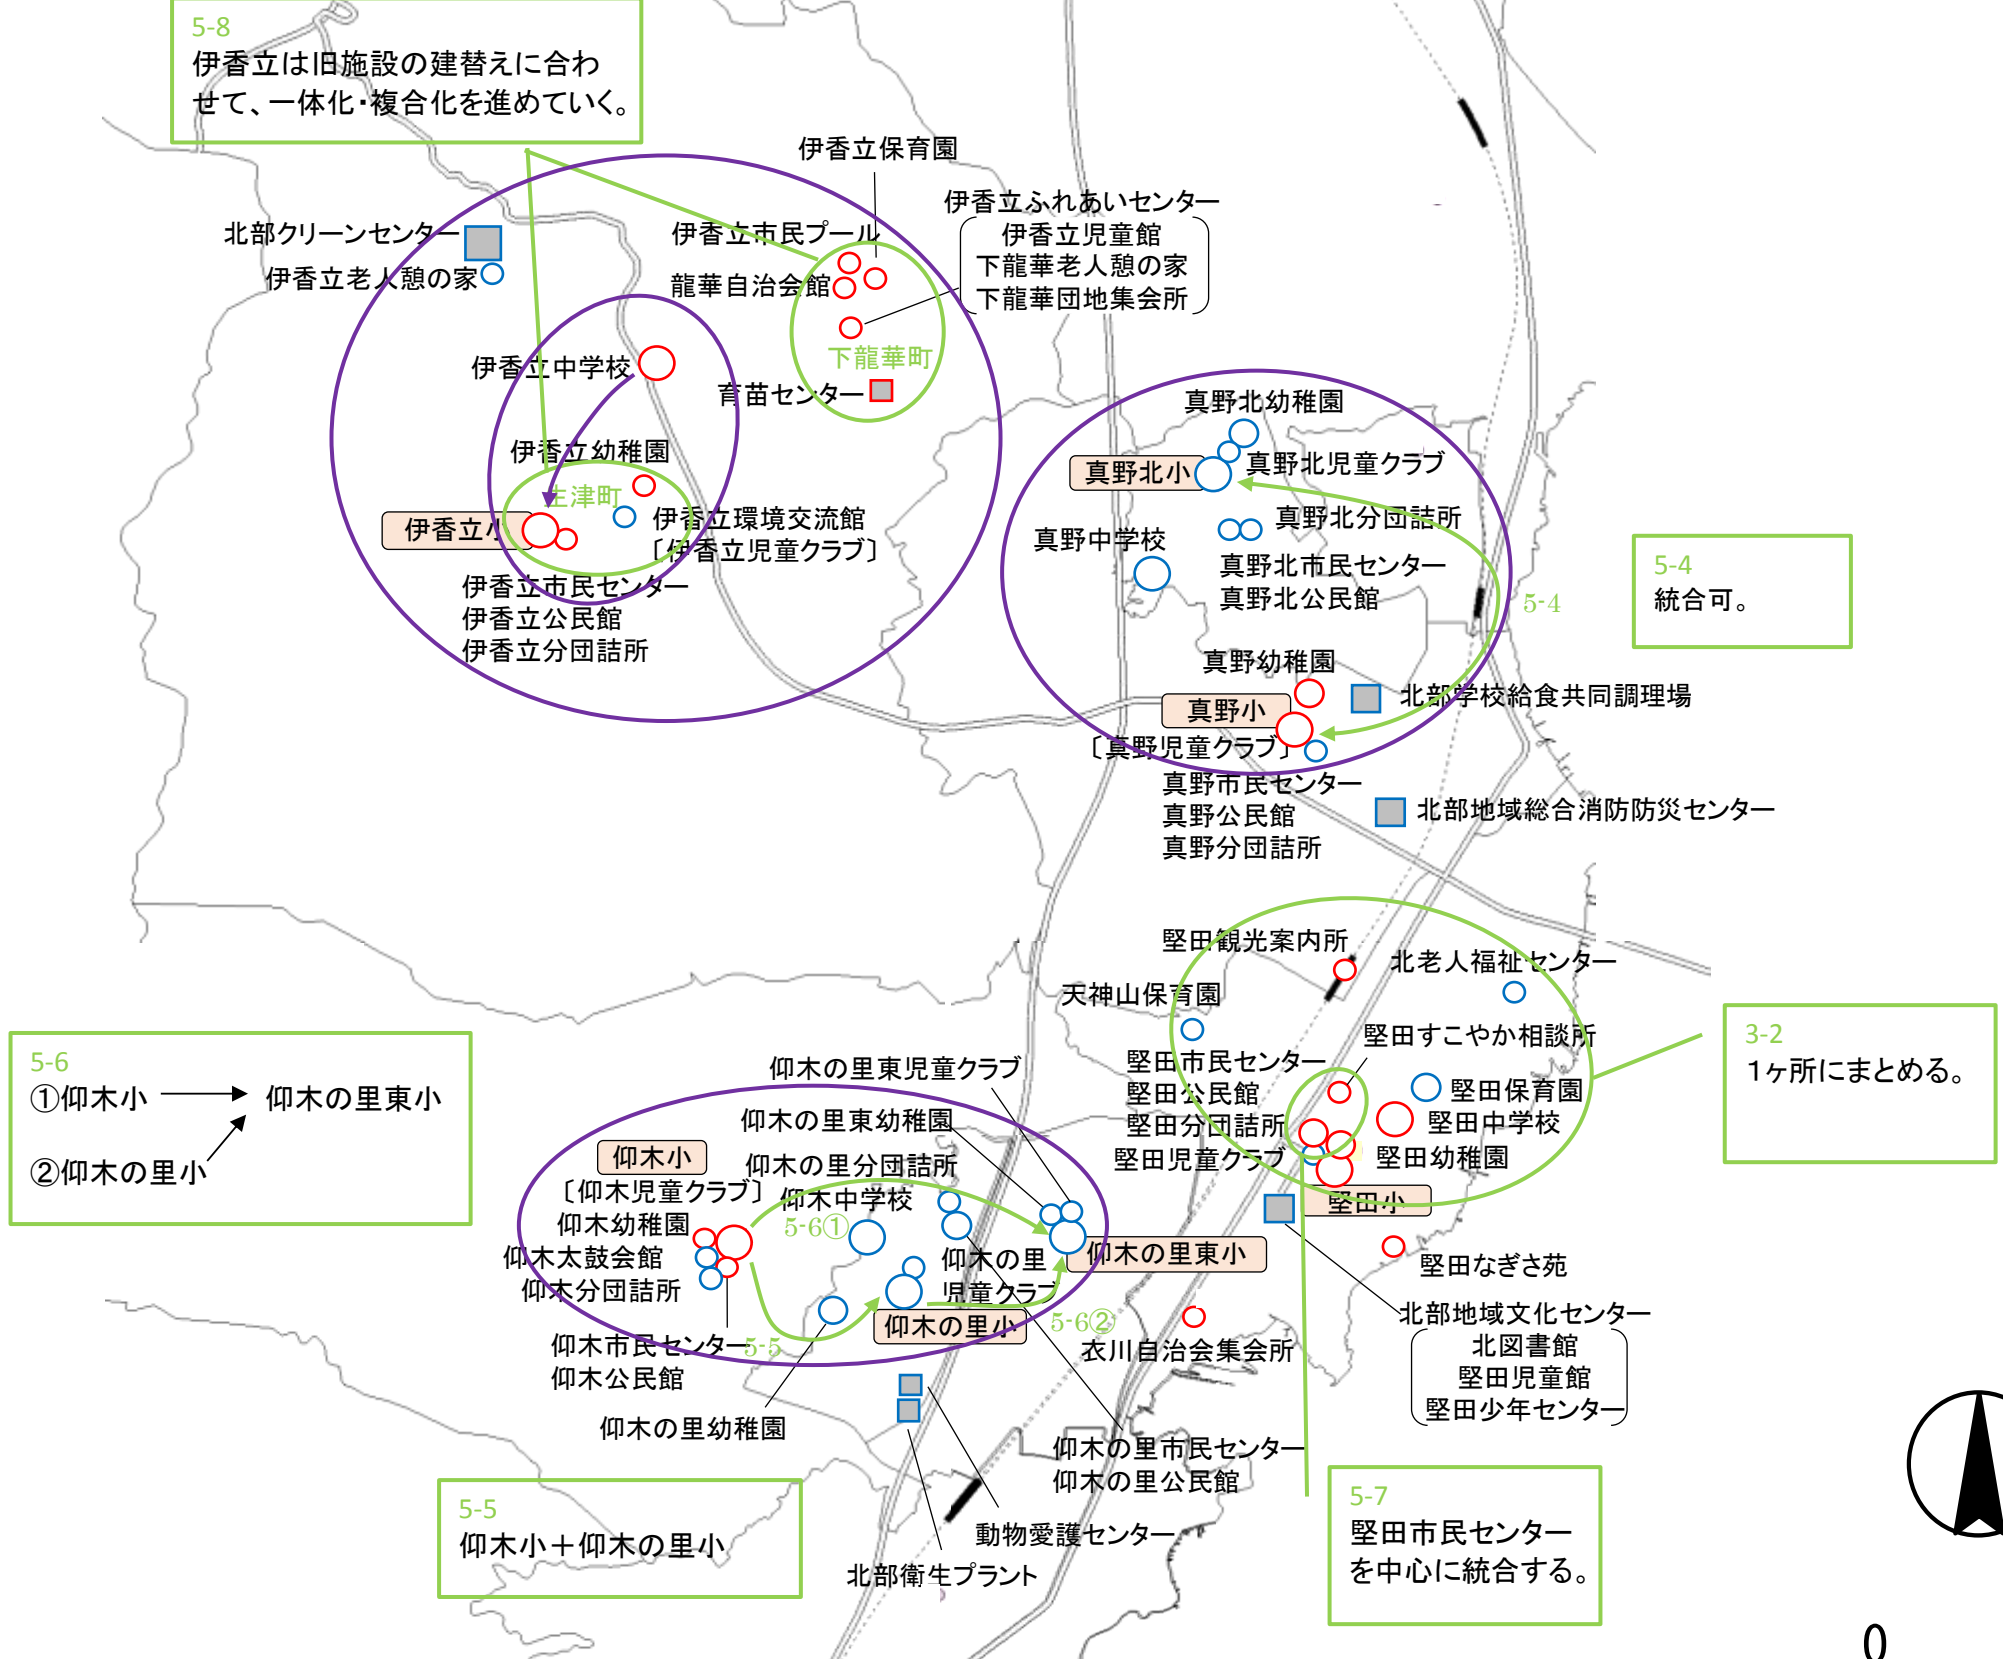 5-8
伊香立は旧施設の建替えに合わ
せて、一体化・複合化を進めていく。
伊香立保育園
伊香立ふれあいセンター
伊香立児童館
下龍華老人憩の家
下龍華団地集会所
北部クリーンセンター
伊香立老人憩の家
伊香立市民プール
龍華自治会館
下龍華町
育苗センター
伊香立中学校
伊香立幼稚園
生津町
伊香立小
伊香立環境交流館
〔伊香立児童クラブ〕
伊香立市民センター
伊香立公民館
伊香立分団詰所
真野北幼稚園
真野北小
真野北児童クラブ
真野北分団詰所
真野中学校
真野北市民センター
真野北公民館
5-4
5-4
統合可。
真野幼稚園
真野小
北部学校給食共同調理場
〔真野児童クラブ〕
真野市民センター
真野公民館
真野分団詰所
北部地域総合消防防災センター
堅田観光案内所
北老人福祉センター
天神山保育園
堅田すこやか相談所
堅田市民センター
堅田公民館
堅田分団詰所
堅田児童クラブ
堅田保育園
堅田中学校
堅田幼稚園
堅田小
3-2
1ヶ所にまとめる。
5-6
①仰木小 → 仰木の里東小
②仰木の里小
仰木の里東児童クラブ
仰木の里東幼稚園
仰木小
仰木の里分団詰所
〔仰木児童クラブ〕
仰木中学校
仰木幼稚園
5-6①
仰木太鼓会館
仰木分団詰所
仰木の里
児童クラブ
仰木の里東小
仰木の里小
5-6②
仰木市民センター
仰木公民館
5-5
仰木の里幼稚園
衣川自治会集会所
堅田なぎさ苑
北部地域文化センター
北図書館
堅田児童館
堅田少年センター
仰木の里市民センター
仰木の里公民館
動物愛護センター
北部衛生プラント
5-5
仰木小＋仰木の里小
5-7
堅田市民センター
を中心に統合する。
0